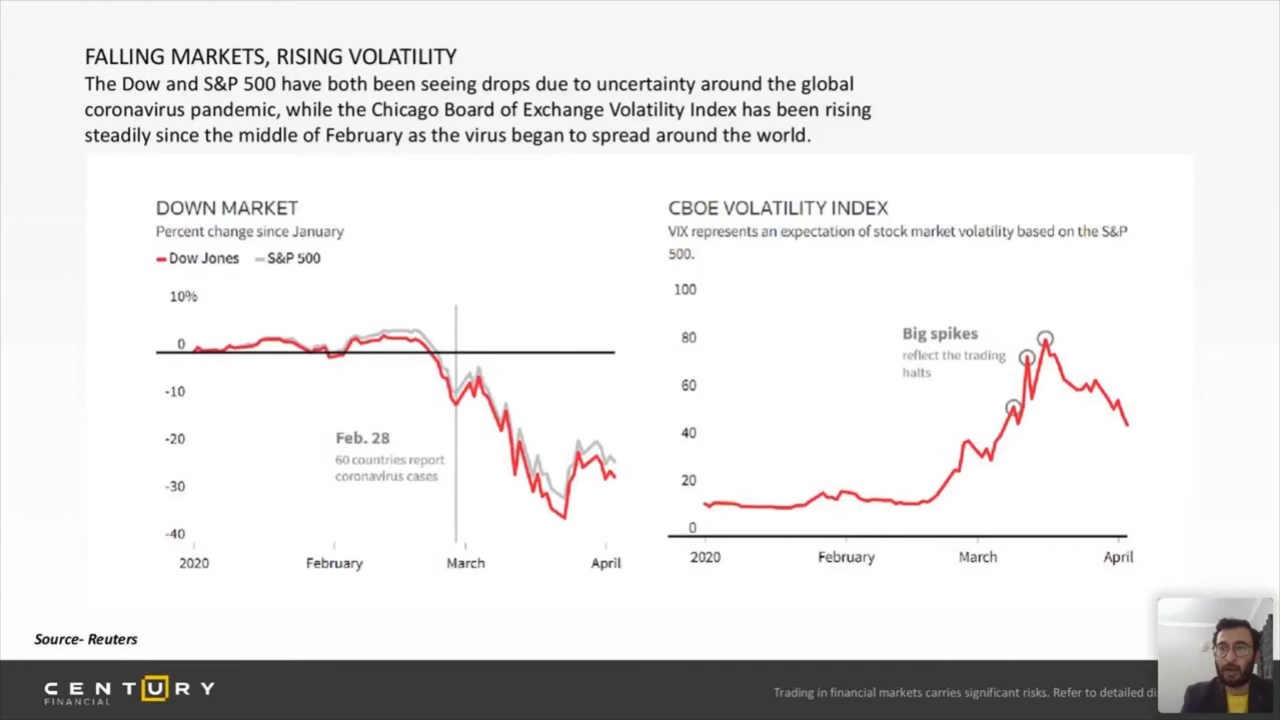 FALLING MARKETS, RISING VOLATILITY
The Dow and S&P 500 have both been seeing drops due to uncertainty around the global
coronavirus pandemic, while the Chicago Board of Exchange Volatility Index has been rising
steadily since the middle of February as the virus began to spread around the world.
DOWN MARKET
Percent change since January
Dow Jones S&P 500
10%
0
-10
-20
-30
-40
Feb. 28
60 countries report
coronavirus cases
2020 February March April
CBOE VOLATILITY INDEX
VIX represents an expectation of stock market volatility based on the S&P
500.
100
80
60
40
20
0
Big spikes
reflect the trading
halts
2020 February March April
Source- Reuters
CENTURY
FINANCIAL
Trading in financial markets carries significant risks. Refer to detailed